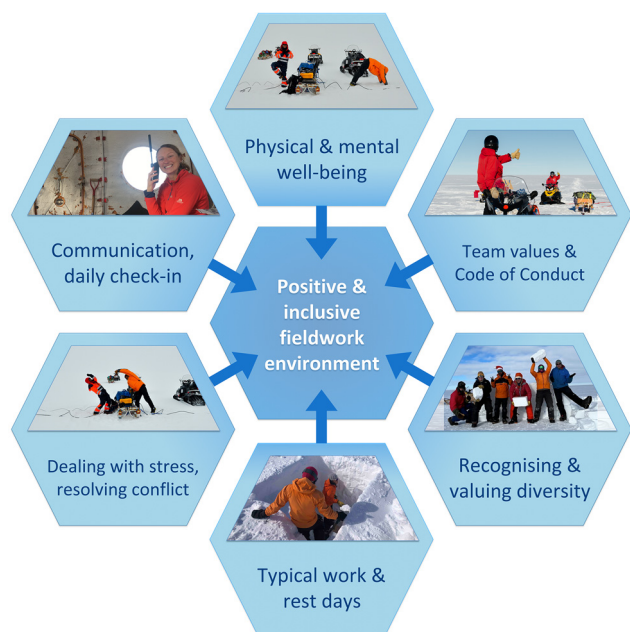 Physical & mental
well-being
Communication,
daily check-in
Team values &
Code of Conduct
Positive &
inclusive
fieldwork
environment
Dealing with stress,
resolving conflict
Recognising &
valuing diversity
Typical work &
rest days